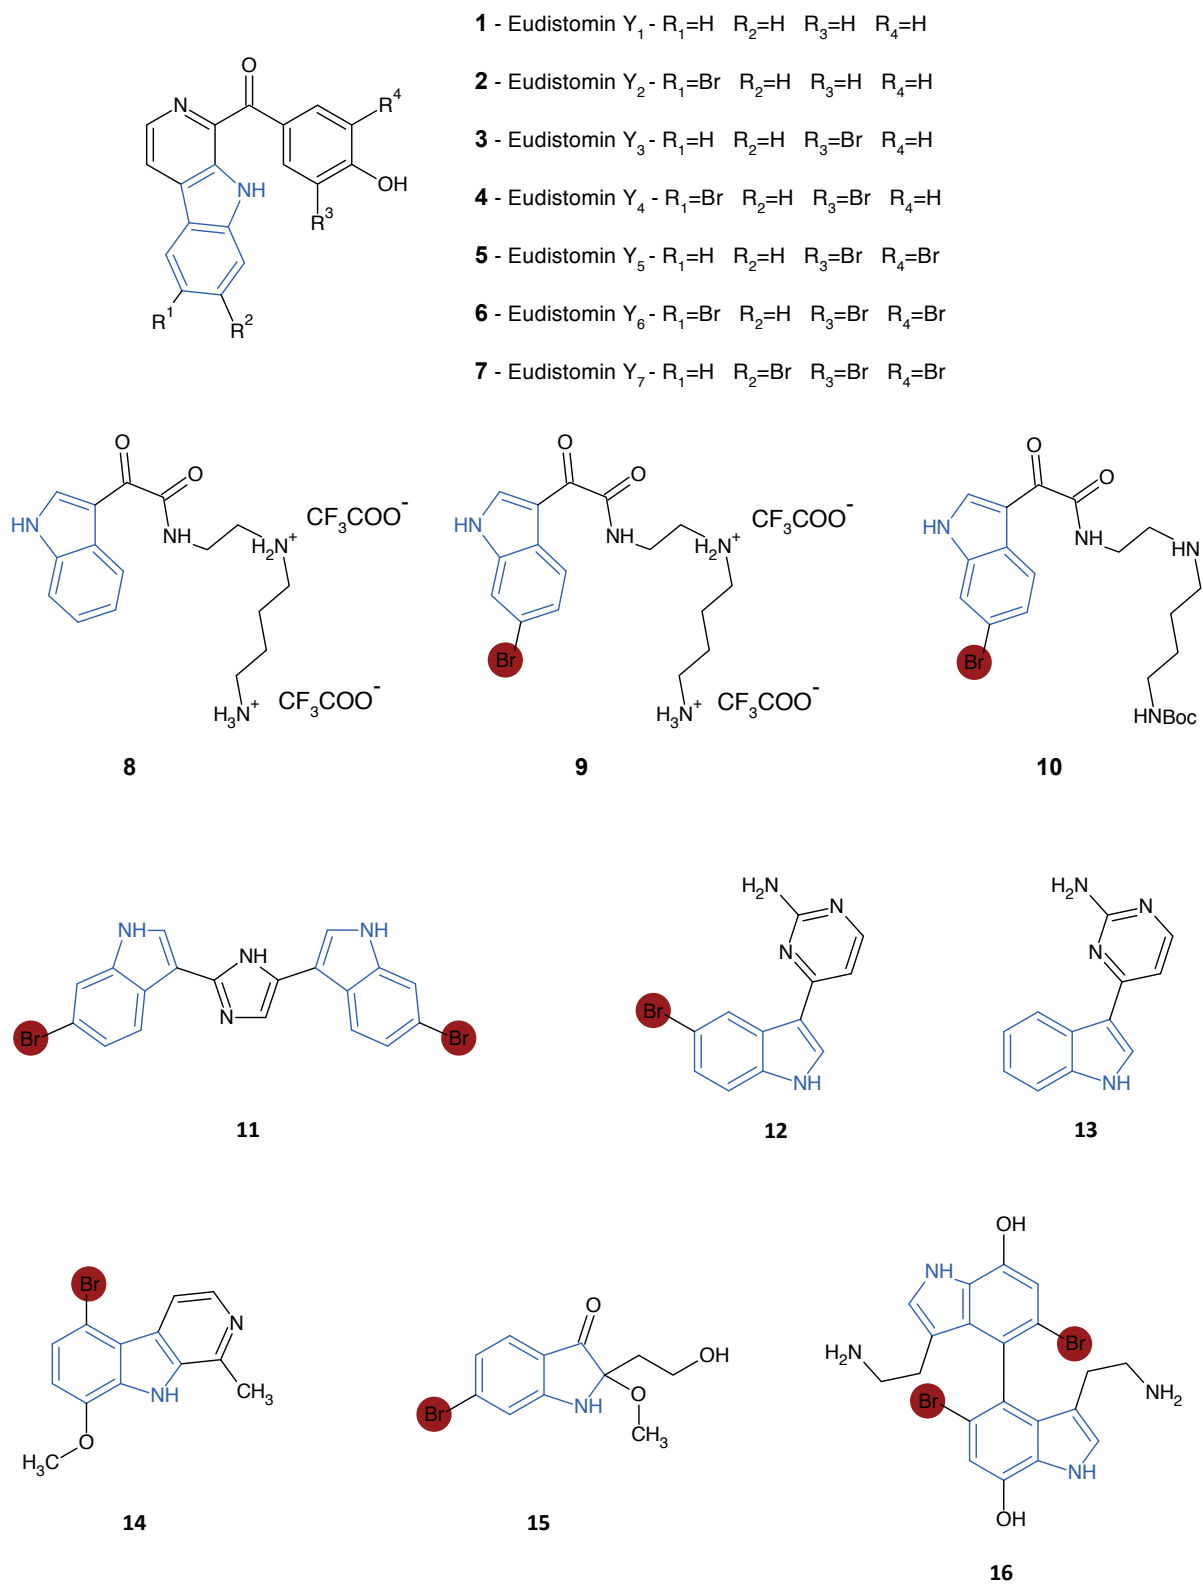 1 - Eudistomin Y1 - R1=H R2=H R3=H R4=H
2 - Eudistomin Y2 - R1=Br R2=H R3=H R4=H
3 - Eudistomin Y3 - R1=H R2=H R3=Br R4=H
4 - Eudistomin Y4 - R1=Br R2=H R3=Br R4=H
5 - Eudistomin Y5 - R1=H R2=H R3=Br R4=Br
6 - Eudistomin Y6 - R1=Br R2=H R3=Br R4=Br
7 - Eudistomin Y7 - R1=H R2=Br R3=Br R4=Br
O
N
R4
NH
OH
R3
R1
R2
O
O
HN
NH
H2N+
CF3COO-
H3N+
CF3COO-
8
O
O
HN
NH
H2N+
CF3COO-
Br
H3N+
CF3COO-
9
O
O
HN
NH
HN
Br
HNBoc
10
NH
NH
NH
N
Br
Br
11
H2N
N
N
Br
NH
12
H2N
N
N
NH
13
Br
N
NH
CH3
O
H3C
14
O
OH
O
NH
CH3
Br
15
OH
NH
Br
H2N
Br
NH2
NH
OH
16